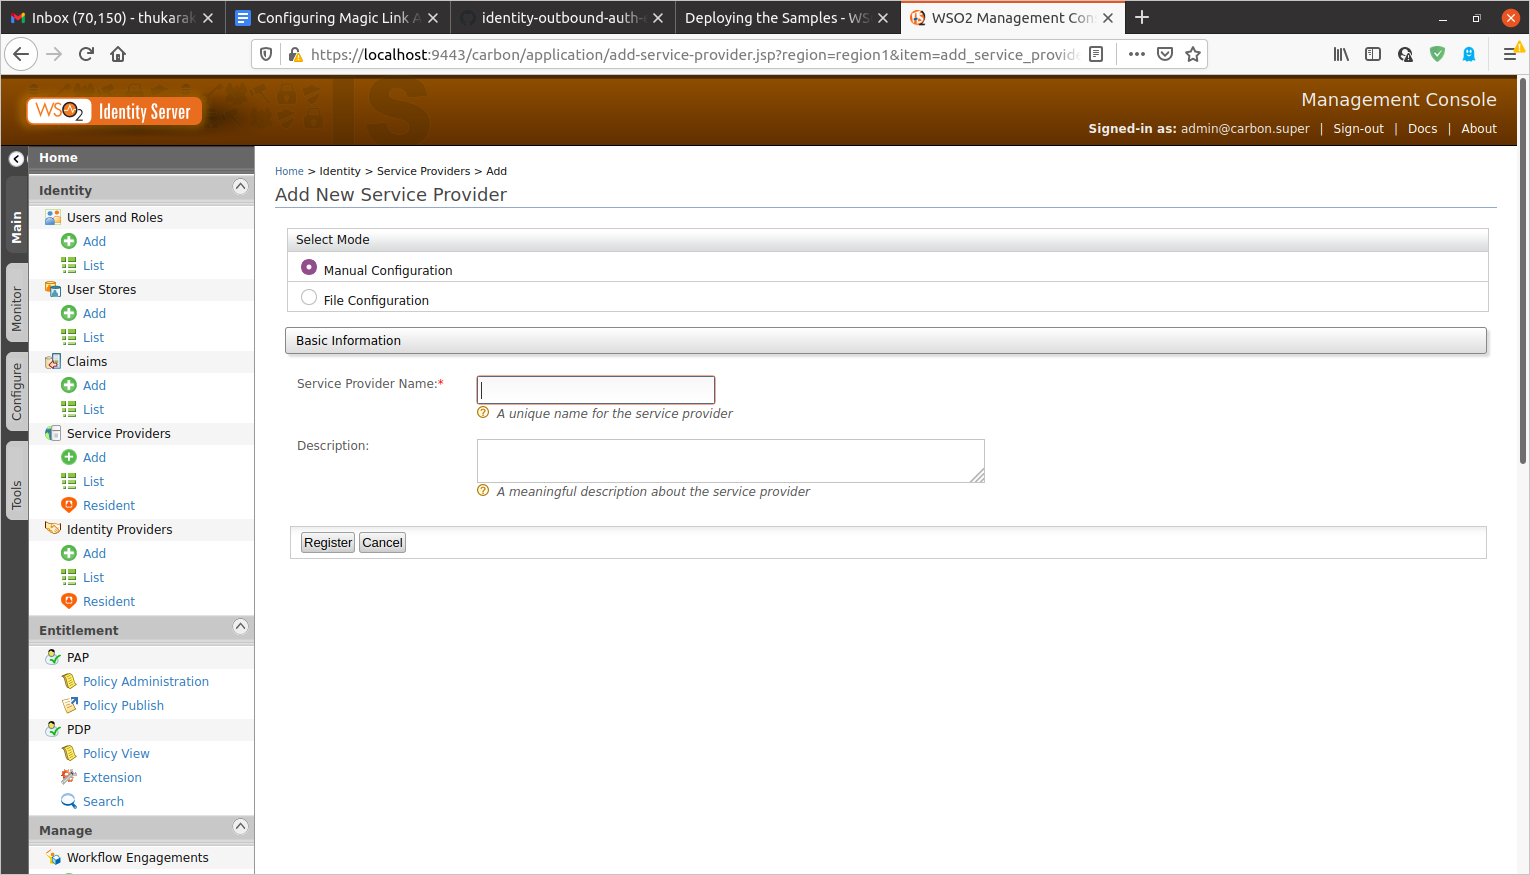 Inbox (70,150) - thukarak
Configuring Magic Link A
identity-outbound-auth-
Deploying the Samples - WS
WSO2 Management Con
https://localhost:9443/carbon/application/add-service-provider.jsp?region=region1&item=add_service_provid
WSO2 Identity Server
Management Console
Signed-in as: admin@carbon.super | Sign-out | Docs | About
Main
Monitor
Configure
Tools
Home
Identity
Users and Roles
Add
List
User Stores
Add
List
Claims
Add
List
Service Providers
Add
List
Resident
Identity Providers
Add
List
Resident
Entitlement
PAP
Policy Administration
Policy Publish
PDP
Policy View
Extension
Search
Manage
Workflow Engagements
Home > Identity > Service Providers > Add
Add New Service Provider
Select Mode
Manual Configuration
File Configuration
Basic Information
Service Provider Name:*
A unique name for the service provider
Description:
A meaningful description about the service provider
Register Cancel